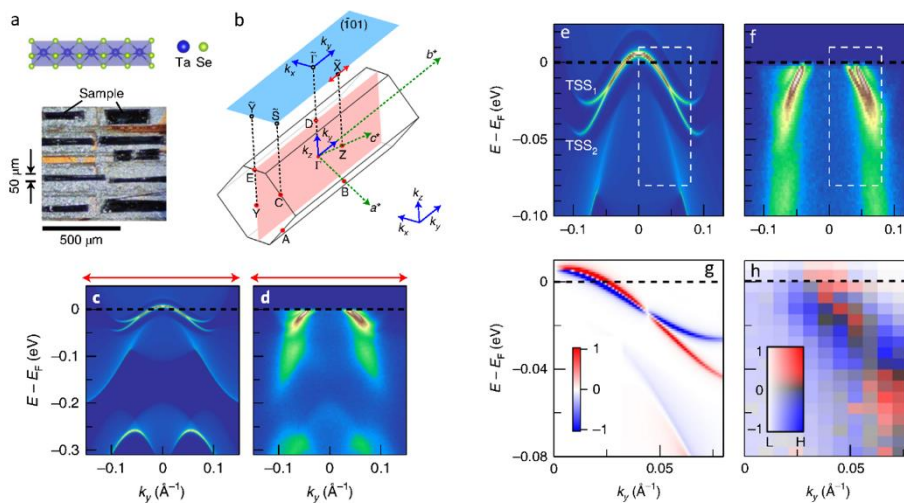 a
Ta Se
Sample
50 μm
500 μm
b
(1̄01)
Γ̃
k_x
k_y
X̃
Ỹ
S̃
b*
D
k_y
k_z
c*
Γ
Z
E
Y
C
B
A
a*
k_z
k_x
k_y
c
0
−0.1
−0.2
−0.3
E − E_F (eV)
−0.1 0 0.1
k_y (Å⁻¹)
d
−0.1 0 0.1
k_y (Å⁻¹)
e
TSS₁
TSS₂
0
−0.05
−0.10
E − E_F (eV)
−0.1 0 0.1
f
−0.1 0 0.1
g
0
−0.04
−0.08
E − E_F (eV)
1
0
−1
0 0.05
k_y (Å⁻¹)
h
1
0
−1
L H
0 0.05
k_y (Å⁻¹)